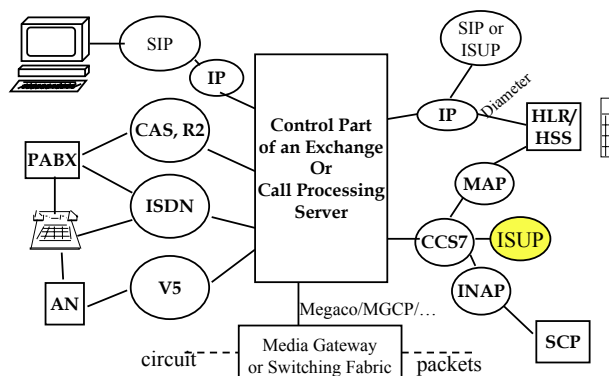 SIP
IP
CAS, R2
PABX
ISDN
AN
V5
Control Part
of an Exchange
Or
Call Processing
Server
SIP or
ISUP
IP
Diameter
HLR/
HSS
MAP
CCS7
ISUP
INAP
SCP
Megaco/MGCP/…
circuit
Media Gateway
or Switching Fabric
packets